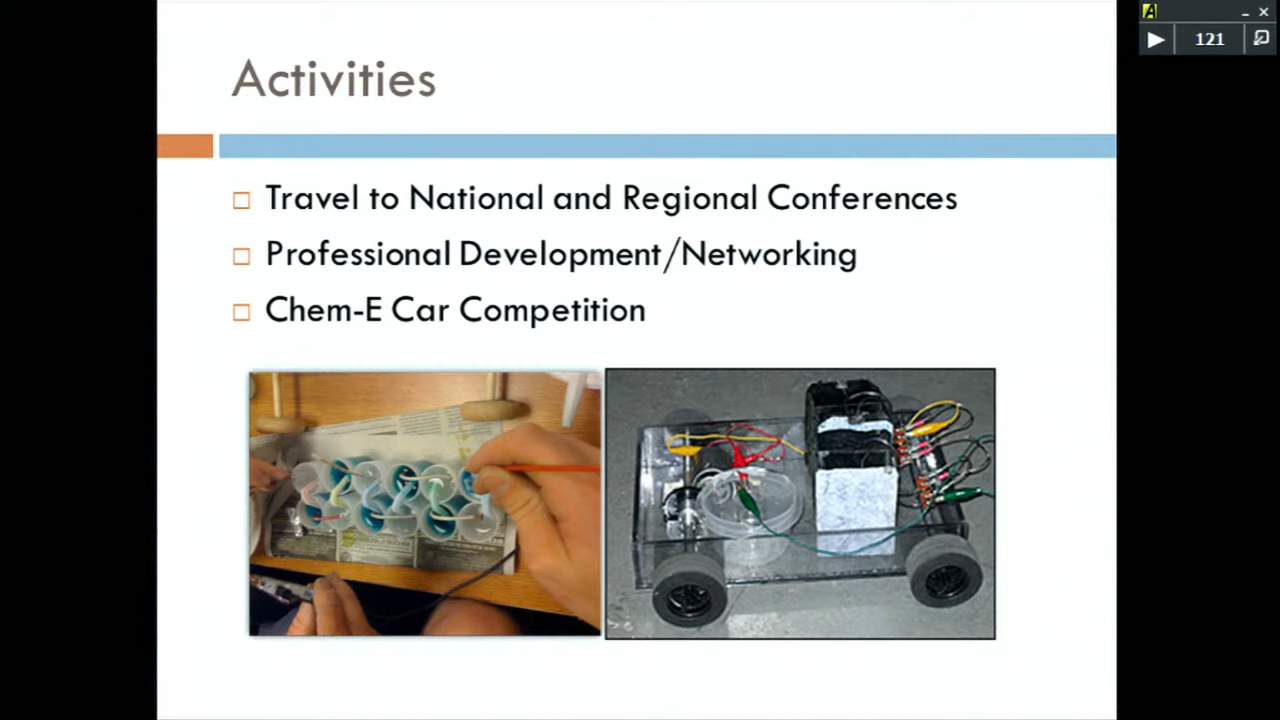 Activities
121
Travel to National and Regional Conferences
Professional Development/Networking
Chem-E Car Competition